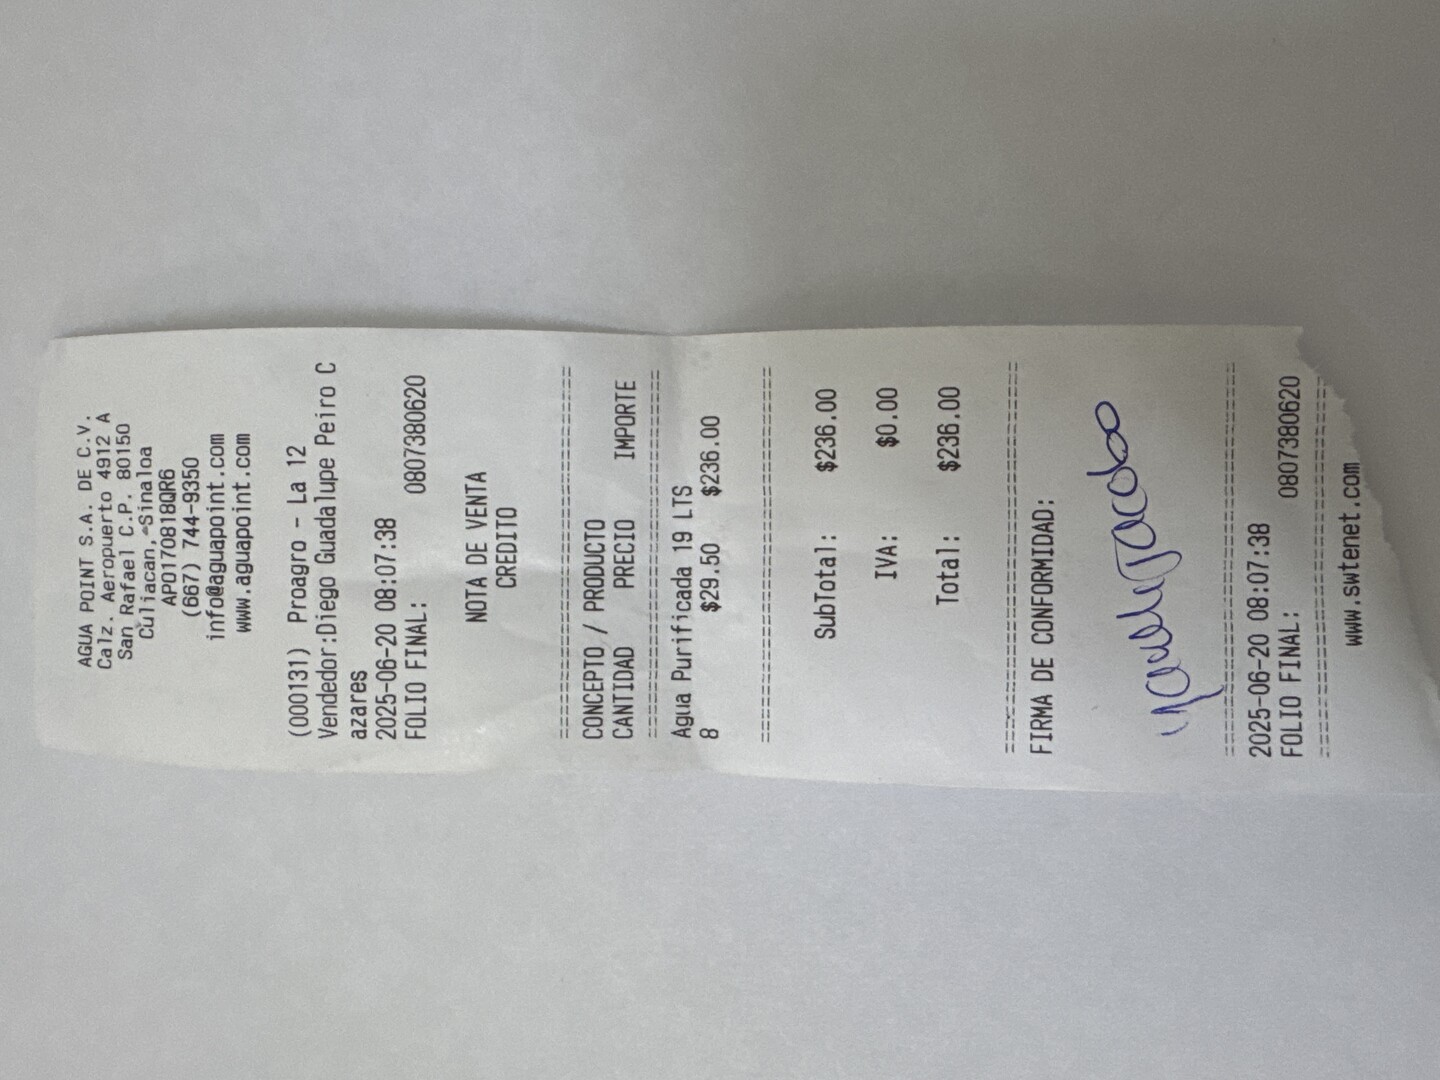 AGUA POINT S.A. DE C.V.
Calz. Aeropuerto 4912 A
San Rafael C.P. 80150
Culiacan, Sinaloa
APO170818QR6
(667) 744-9350
info@aguapoint.com
www.aguapoint.com
(000131) Proagro - La 12
Vendedor:Diego Guadalupe Peiro C
azares
2025-06-20 08:07:38
FOLIO FINAL: 0807380620
NOTA DE VENTA
CREDITO
================================
CONCEPTO / PRODUCTO
CANTIDAD PRECIO IMPORTE
================================
Agua Purificada 19 LTS
8 $29.50 $236.00
================================
SubTotal: $236.00
IVA: $0.00
Total: $236.00
================================
FIRMA DE CONFORMIDAD:
Jacobo
================================
2025-06-20 08:07:38
FOLIO FINAL: 0807380620
================================
www.swtenet.com